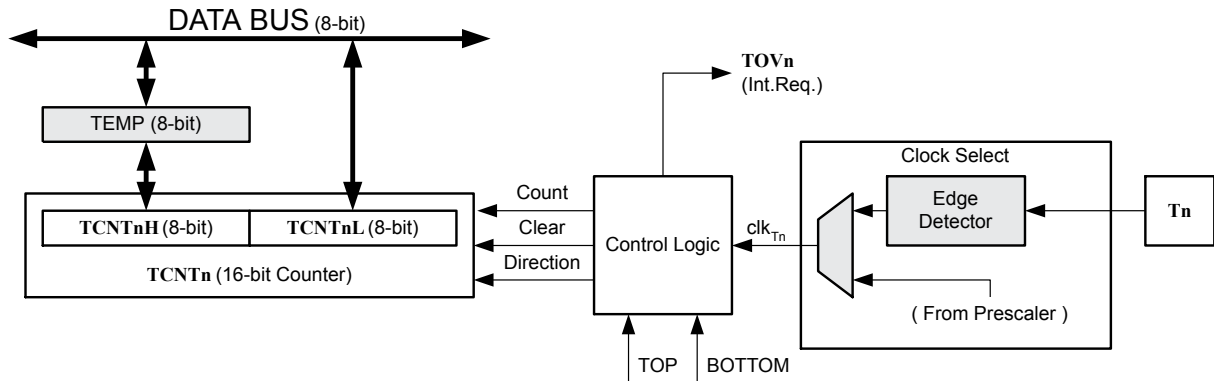 DATA BUS (8-bit)
TOVn
(Int.Req.)
TEMP (8-bit)
Clock Select
Count
Edge
Detector
Tn
TCNTnH (8-bit)
TCNTnL (8-bit)
Clear
Control Logic
clkTn
TCNTn (16-bit Counter)
Direction
( From Prescaler )
TOP
BOTTOM